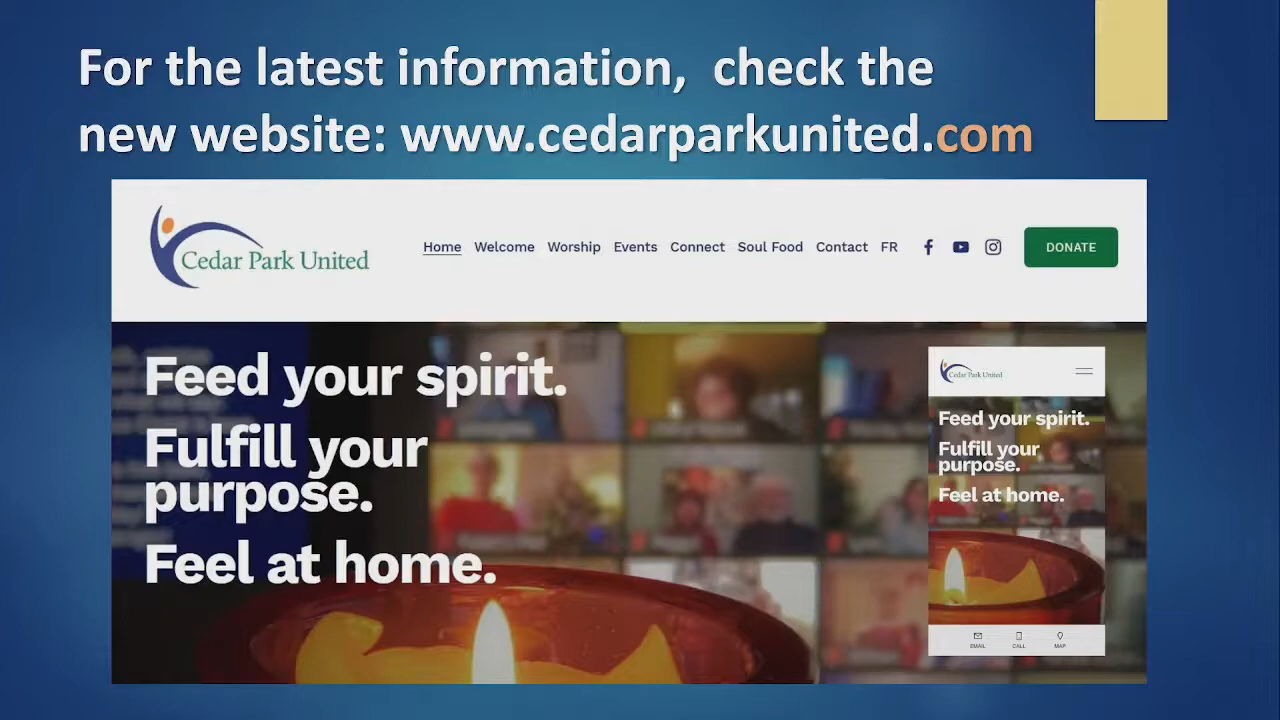 For the latest information, check the
new website: www.cedarparkunited.com
Cedar Park United
Home Welcome Worship Events Connect Soul Food Contact FR
DONATE
Feed your spirit.
Fulfill your
purpose.
Feel at home.
Cedar Park United
Feed your spirit.
Fulfill your
purpose.
Feel at home.
EMAIL CALL MAP